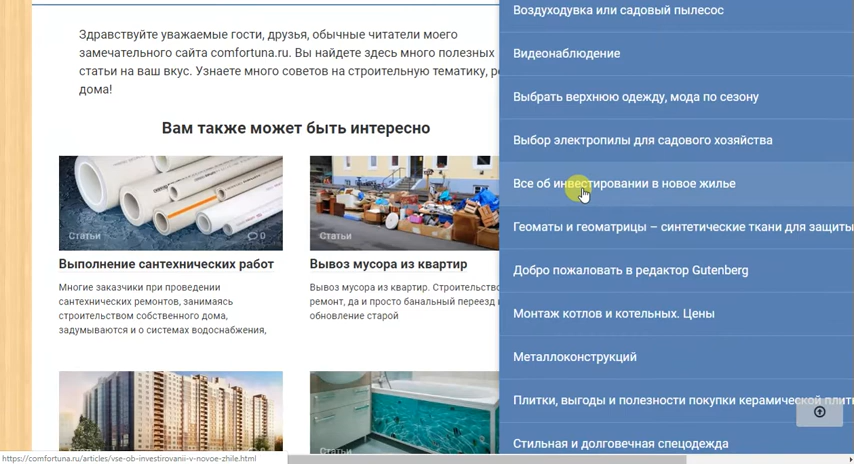 Здравствуйте уважаемые гости, друзья, обычные читатели моего
замечательного сайта comfortuna.ru. Вы найдете здесь много полезных
статьи на ваш вкус. Узнаете много советов на строительную тематику,
дома!
Вам также может быть интересно
Статьи
0
Выполнение сантехнических работ
Многие заказчики при проведении
сантехнических ремонтов, занимаясь
строительством собственного дома,
задумываются и о системах водоснабжения,
Статьи
Вывоз мусора из квартир
Вывоз мусора из квартир. Строительство
ремонт, да и просто банальный переезд
обновление старой
Статьи
Статьи
Воздуходувка или садовый пылесос
Видеонаблюдение
Выбрать верхнюю одежду, мода по сезону
Выбор электропилы для садового хозяйства
Все об инвестировании в новое жилье
Геоматы и геоматрицы – синтетические ткани для защиты
Добро пожаловать в редактор Gutenberg
Монтаж котлов и котельных. Цены
Металлоконструкций
Плитки, выгоды и полезности покупки керамической
Стильная и долговечная спецодежда
https://comfortuna.ru/articles/vse-ob-investirovanii-v-novoe-zhile.html